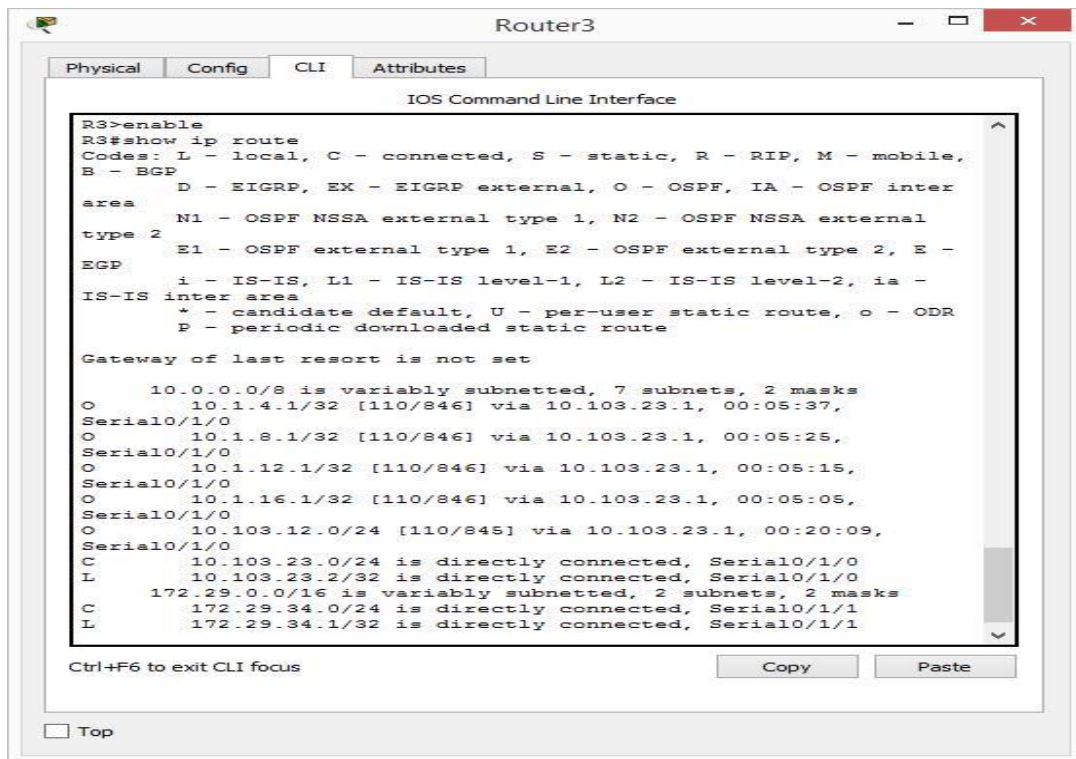 Router3
Physical Config CLI Attributes
IOS Command Line Interface
R3>enable
R3#show ip route
Codes: L - local, C - connected, S - static, R - RIP, M - mobile,
B - BGP
D - EIGRP, EX - EIGRP external, O - OSPF, IA - OSPF inter
area
N1 - OSPF NSSA external type 1, N2 - OSPF NSSA external
type 2
E1 - OSPF external type 1, E2 - OSPF external type 2, E -
EGP
i - IS-IS, L1 - IS-IS level-1, L2 - IS-IS level-2, ia -
IS-IS inter area
* - candidate default, U - per-user static route, o - ODR
P - periodic downloaded static route
Gateway of last resort is not set
10.0.0.0/8 is variably subnetted, 7 subnets, 2 masks
O 10.1.4.1/32 [110/846] via 10.103.23.1, 00:05:37,
Serial0/1/0
O 10.1.8.1/32 [110/846] via 10.103.23.1, 00:05:25,
Serial0/1/0
O 10.1.12.1/32 [110/846] via 10.103.23.1, 00:05:15,
Serial0/1/0
O 10.1.16.1/32 [110/846] via 10.103.23.1, 00:05:05,
Serial0/1/0
O 10.103.12.0/24 [110/845] via 10.103.23.1, 00:20:09,
Serial0/1/0
C 10.103.23.0/24 is directly connected, Serial0/1/0
L 10.103.23.2/32 is directly connected, Serial0/1/0
172.29.0.0/16 is variably subnetted, 2 subnets, 2 masks
C 172.29.34.0/24 is directly connected, Serial0/1/1
L 172.29.34.1/32 is directly connected, Serial0/1/1
Ctrl+F6 to exit CLI focus
Copy Paste
Top